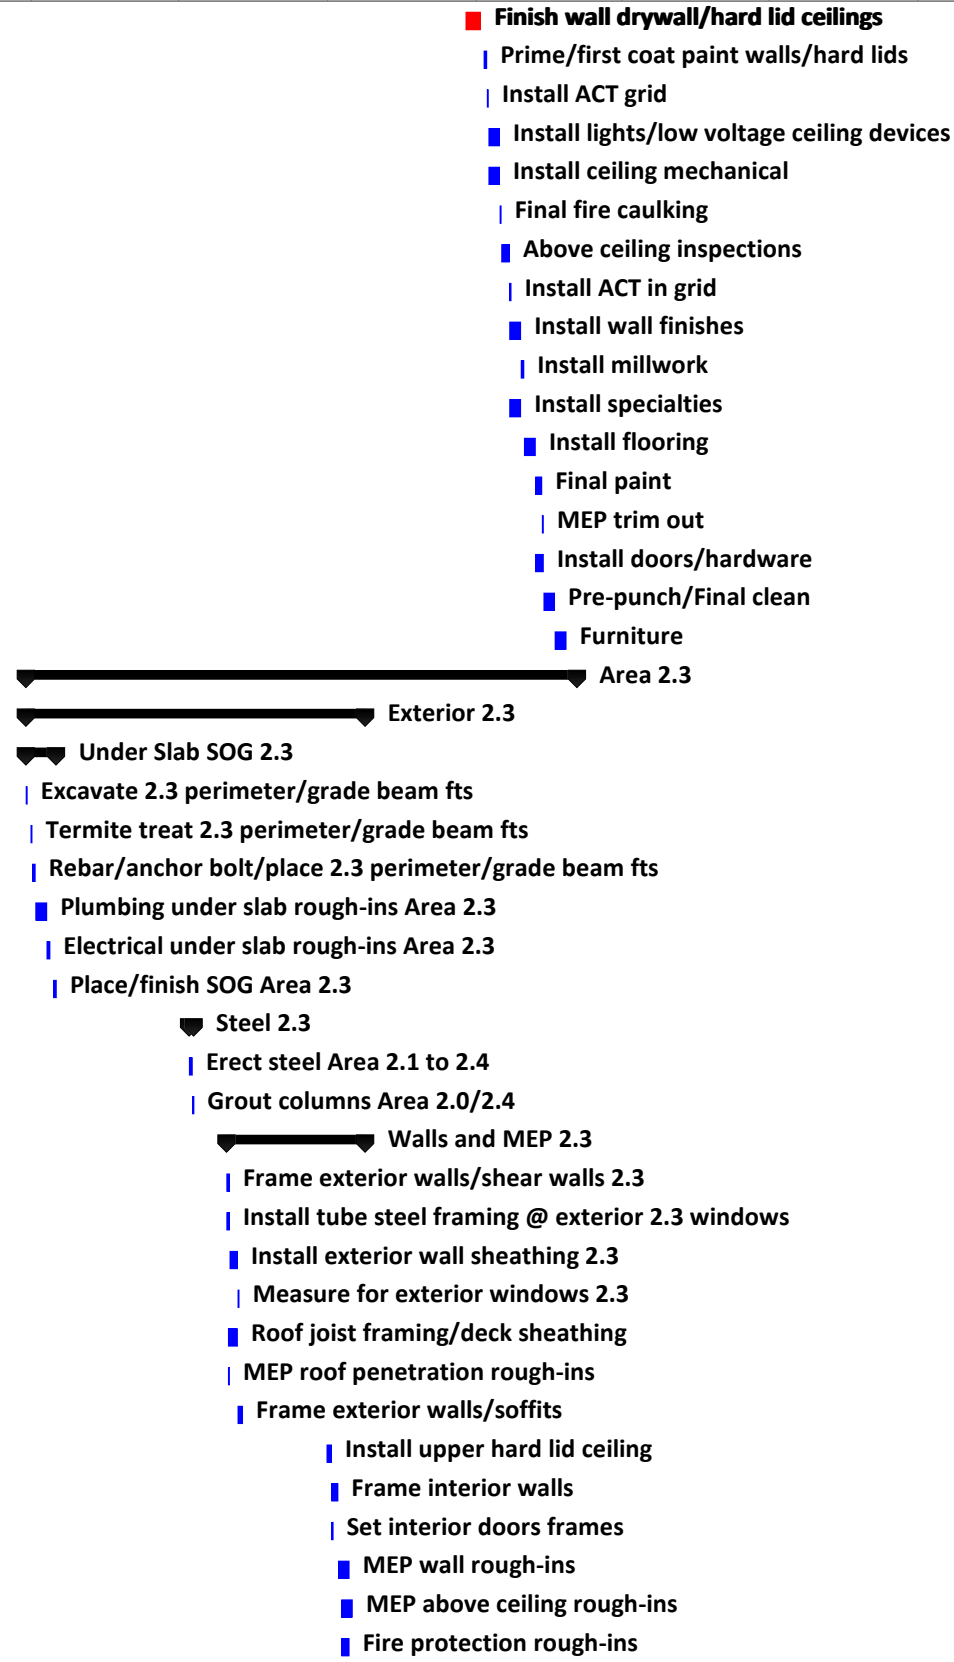 Finish wall drywall/hard lid ceilings
Prime/first coat paint walls/hard lids
Install ACT grid
Install lights/low voltage ceiling devices
Install ceiling mechanical
Final fire caulking
Above ceiling inspections
Install ACT in grid
Install wall finishes
Install millwork
Install specialties
Install flooring
Final paint
MEP trim out
Install doors/hardware
Pre-punch/Final clean
Furniture
Area 2.3
Exterior 2.3
Under Slab SOG 2.3
Excavate 2.3 perimeter/grade beam fts
Termite treat 2.3 perimeter/grade beam fts
Rebar/anchor bolt/place 2.3 perimeter/grade beam fts
Plumbing under slab rough-ins Area 2.3
Electrical under slab rough-ins Area 2.3
Place/finish SOG Area 2.3
Steel 2.3
Erect steel Area 2.1 to 2.4
Grout columns Area 2.0/2.4
Walls and MEP 2.3
Frame exterior walls/shear walls 2.3
Install tube steel framing @ exterior 2.3 windows
Install exterior wall sheathing 2.3
Measure for exterior windows 2.3
Roof joist framing/deck sheathing
MEP roof penetration rough-ins
Frame exterior walls/soffits
Install upper hard lid ceiling
Frame interior walls
Set interior doors frames
MEP wall rough-ins
MEP above ceiling rough-ins
Fire protection rough-ins